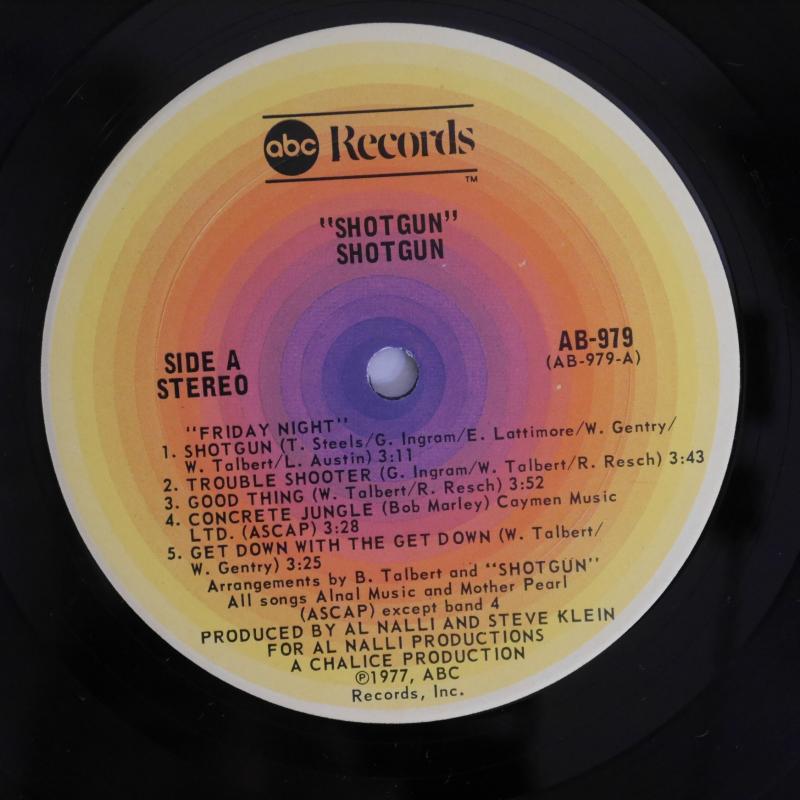 abc Records
TM
"SHOTGUN"
SHOTGUN
SIDE A
STEREO
AB-979
(AB-979-A)
"FRIDAY NIGHT"
1. SHOTGUN (T. Steels/G. Ingram/E. Lattimore/W. Gentry/
W. Talbert/L. Austin) 3:11
2. TROUBLE SHOOTER (G. Ingram/W. Talbert/R. Resch) 3:43
3. GOOD THING (W. Talbert/R. Resch) 3:52
4. CONCRETE JUNGLE (Bob Marley) Caymen Music
LTD. (ASCAP) 3:28
5. GET DOWN WITH THE GET DOWN (W. Talbert/
W. Gentry) 3:25
Arrangements by B. Talbert and "SHOTGUN"
All songs Alnal Music and Mother Pearl
(ASCAP) except band 4
PRODUCED BY AL NALLI AND STEVE KLEIN
FOR AL NALLI PRODUCTIONS
A CHALICE PRODUCTION
℗1977, ABC
Records, Inc.